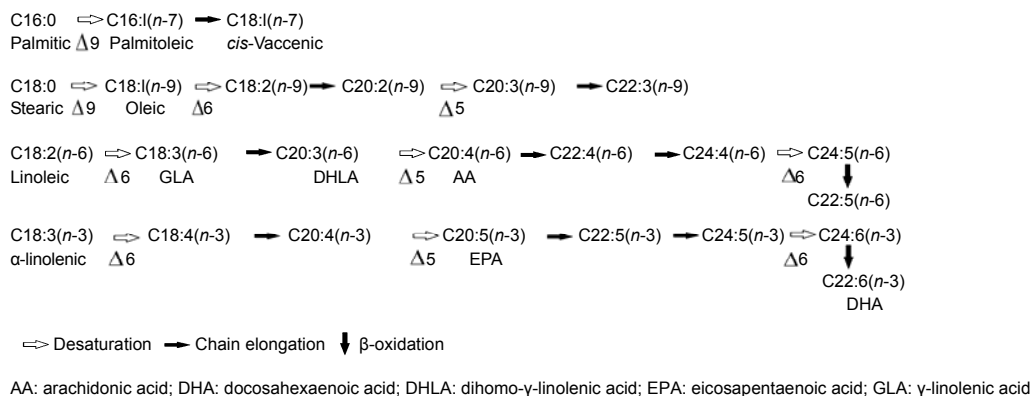 C16:0 ⇨ C16:l(n-7) → C18:l(n-7)
Palmitic Δ9 Palmitoleic cis-Vaccenic
C18:0 ⇨ C18:l(n-9) ⇨ C18:2(n-9) → C20:2(n-9) ⇨ C20:3(n-9) → C22:3(n-9)
Stearic Δ9 Oleic Δ6 Δ5
C18:2(n-6) ⇨ C18:3(n-6) → C20:3(n-6) ⇨ C20:4(n-6) → C22:4(n-6) → C24:4(n-6) ⇨ C24:5(n-6)
Linoleic Δ6 GLA DHLA Δ5 AA Δ6
C22:5(n-6)
C18:3(n-3) ⇨ C18:4(n-3) → C20:4(n-3) ⇨ C20:5(n-3) → C22:5(n-3) → C24:5(n-3) ⇨ C24:6(n-3)
α-linolenic Δ6 Δ5 EPA Δ6
C22:6(n-3)
DHA
⇨ Desaturation → Chain elongation ↓ β-oxidation
AA: arachidonic acid; DHA: docosahexaenoic acid; DHLA: dihomo-γ-linolenic acid; EPA: eicosapentaenoic acid; GLA: γ-linolenic acid